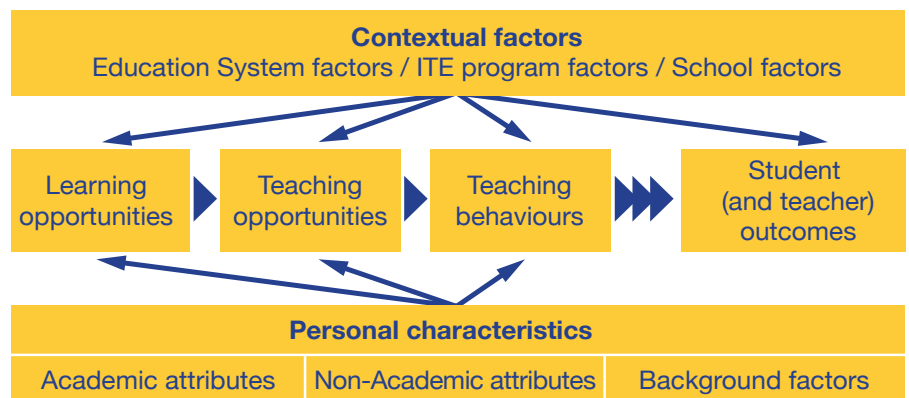 Contextual factors
Education System factors / ITE program factors / School factors
Learning
opportunities
Teaching
opportunities
Teaching
behaviours
Student
(and teacher)
outcomes
Personal characteristics
Academic attributes
Non-Academic attributes
Background factors